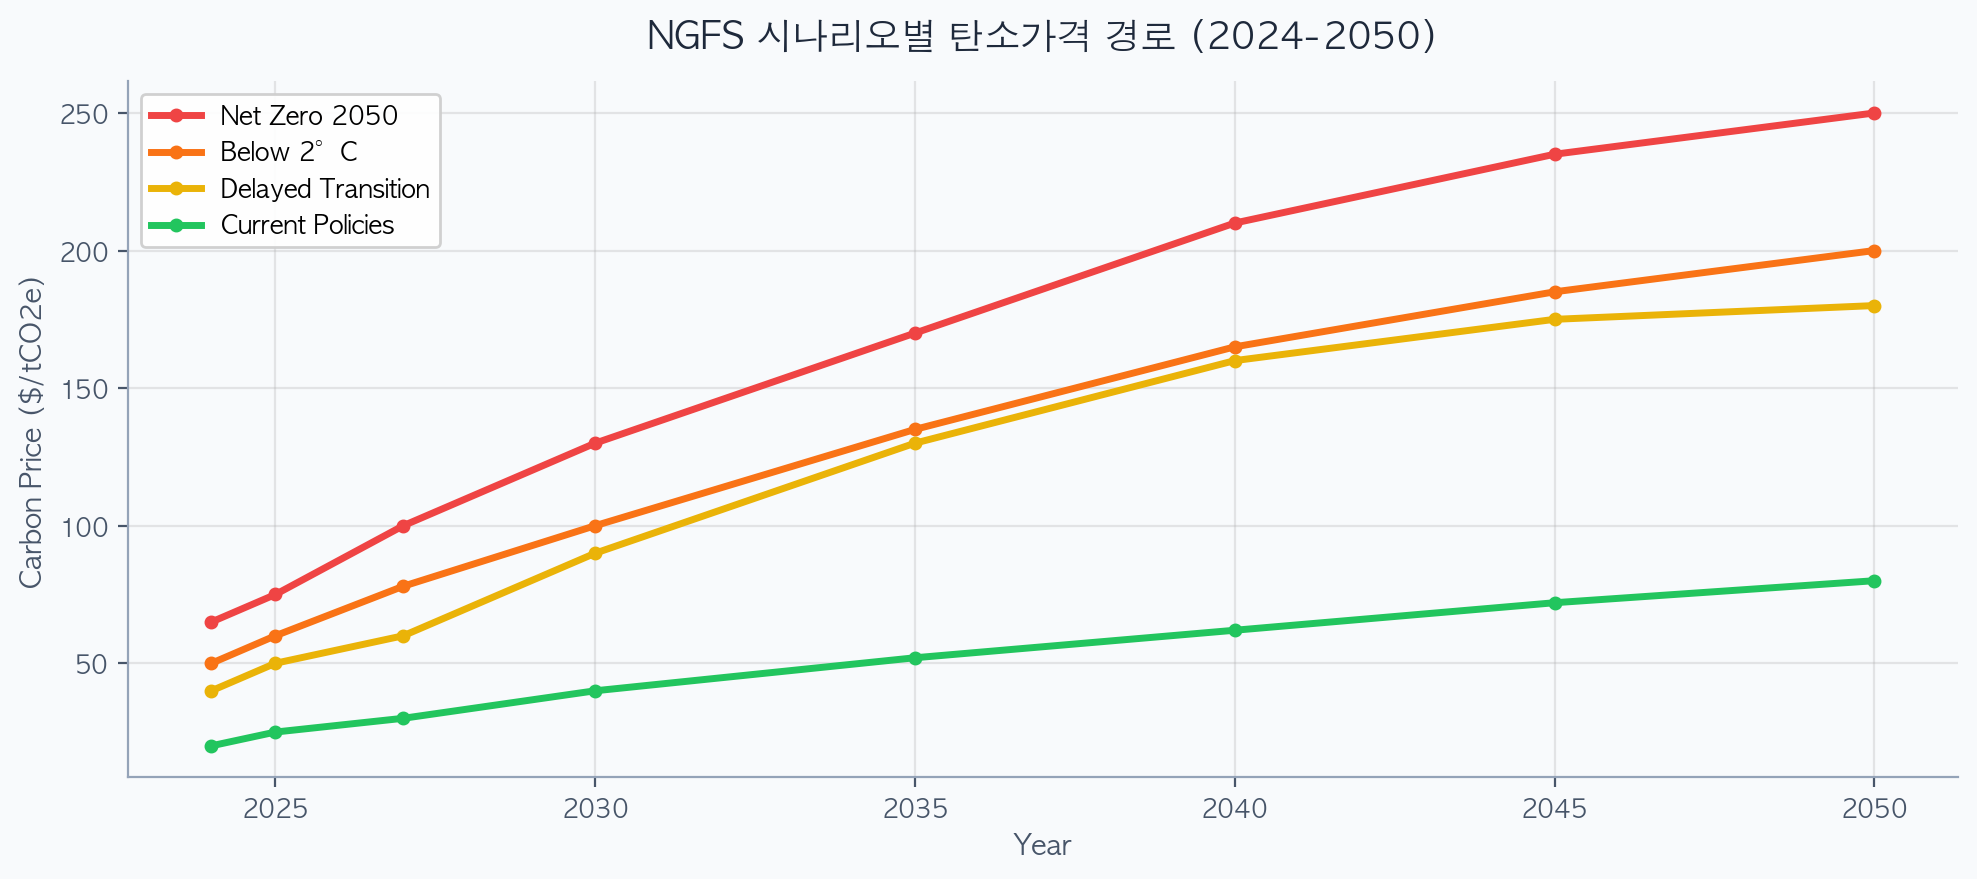 NGFS 시나리오별 탄소가격 경로 (2024-2050)
Net Zero 2050
Below 2° C
Delayed Transition
Current Policies
Carbon Price ($/tCO2e)
250
200
150
100
50
2025 2030 2035 2040 2045 2050
Year